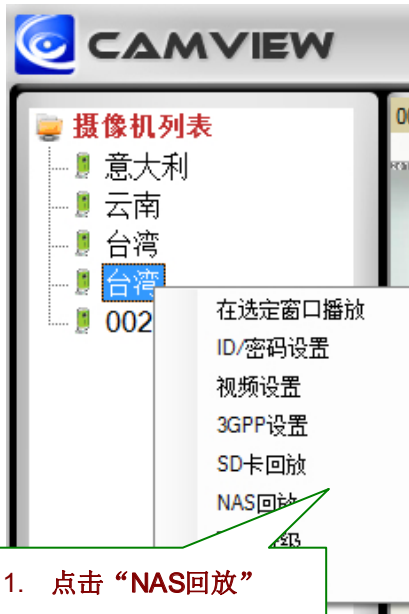 CAMVIEW
摄像机列表
意大利
云南
台湾
台湾
002
在选定窗口播放
ID/密码设置
视频设置
3GPP设置
SD卡回放
NAS回放
级
1. 点击“NAS回放”